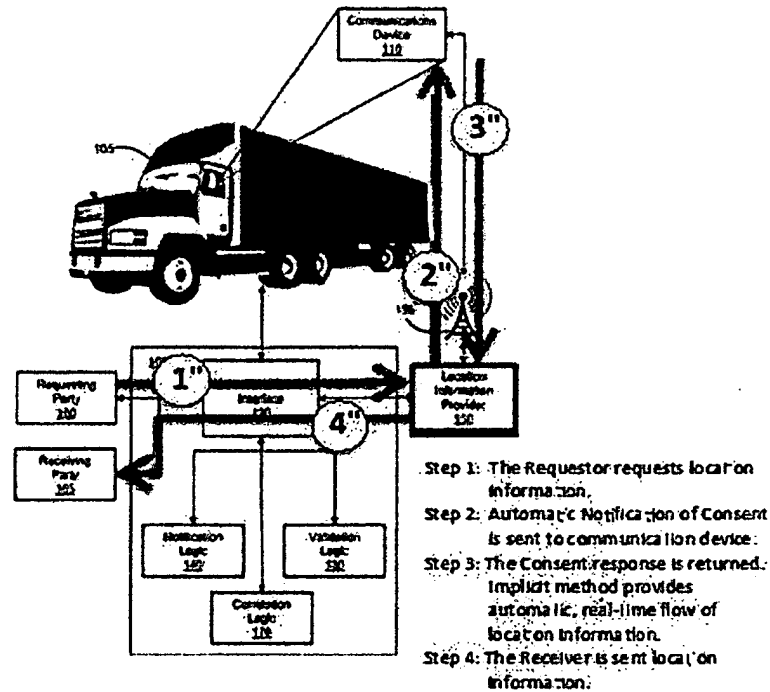 Communications
Device
110
105
3"
2"
Requesting
Party
1"
Interface
4"
Location
Information
Provider
150
Receiving
Party
165
Notification
Logic
140
Validation
Logic
130
Correlation
Logic
170
Step 1: The Requestor requests location
Information.
Step 2: Automatic Notification of Consent
is sent to communication device.
Step 3: The Consent response is returned.
Implicit method provides
automatic, real-time flow of
location Information.
Step 4: The Receiver is sent location
Information.